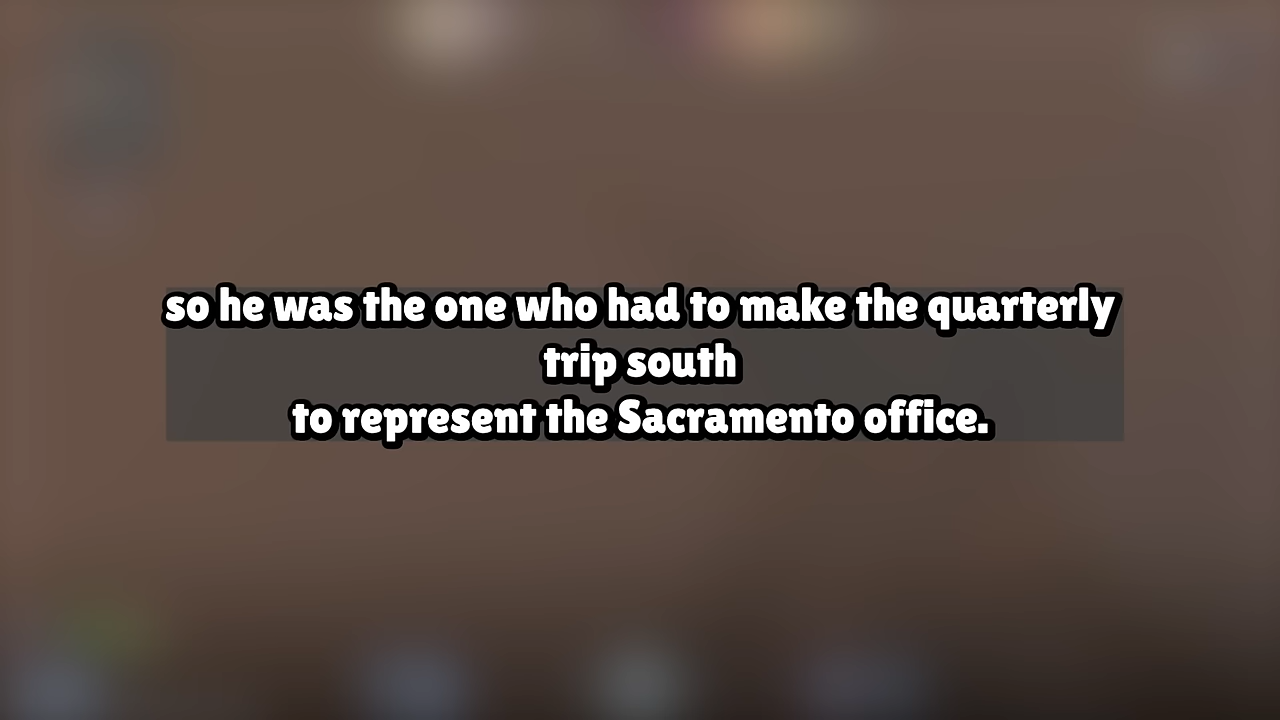 so he was the one who had to make the quarterly
trip south
to represent the Sacramento office.